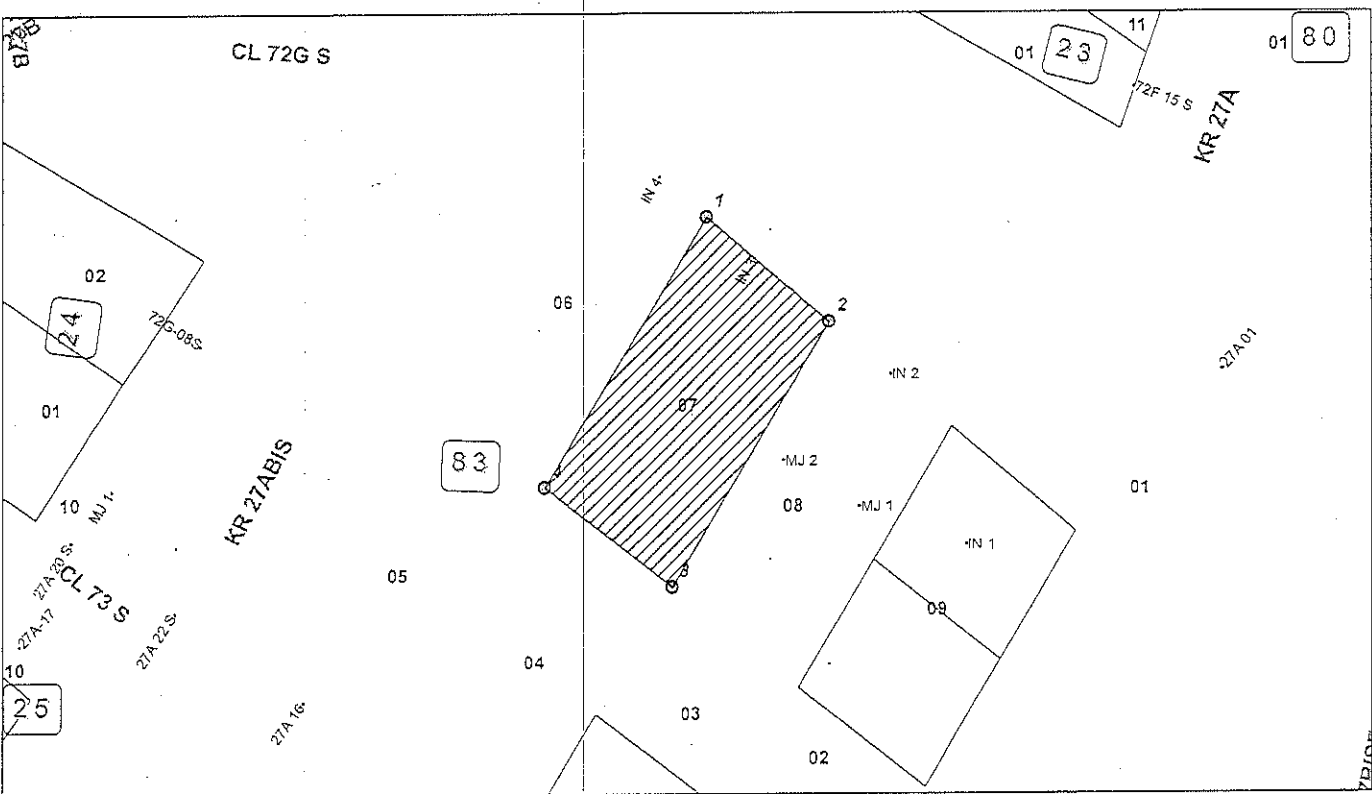 27B
CL 72G S
11
01
23
01
80
72F 15 S
KR 27A
IN 4
1
02
IN 3
06
2
24
72G-08S
27A 01
IN 2
01
07
KR 27ABIS
83
MJ 2
01
10
MJ 1
08
MJ 1
IN 1
27A 20 S
CL 73 S
05
3
09
27A-17
27A 22 S
04
10
25
03
27A 16
02